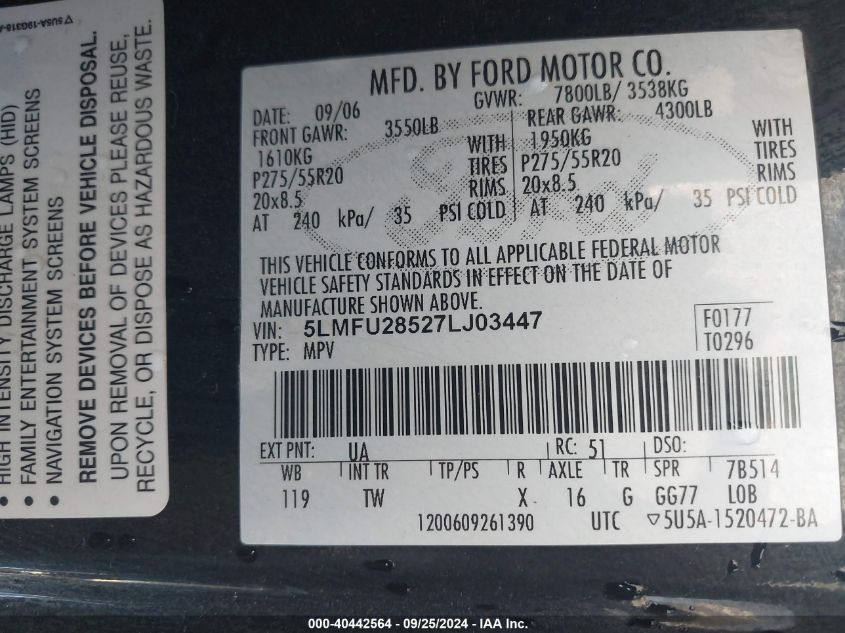 5U5A-19G318-
HIGH INTENSITY DISCHARGE LAMPS (HID)
• FAMILY ENTERTAINMENT SYSTEM SCREENS
• NAVIGATION SYSTEM SCREENS
REMOVE DEVICES BEFORE VEHICLE DISPOSAL.
UPON REMOVAL OF DEVICES PLEASE REUSE,
RECYCLE, OR DISPOSE AS HAZARDOUS WASTE.
MFD. BY FORD MOTOR CO.
DATE: 09/06 GVWR: 7800LB/ 3538KG
FRONT GAWR: 3550LB REAR GAWR: 4300LB
1610KG WITH 1950KG WITH
P275/55R20 TIRES P275/55R20 TIRES
20x8.5 RIMS 20x8.5 RIMS
AT 240 kPa/ 35 PSI COLD AT 240 kPa/ 35 PSI COLD
THIS VEHICLE CONFORMS TO ALL APPLICABLE FEDERAL MOTOR
VEHICLE SAFETY STANDARDS IN EFFECT ON THE DATE OF
MANUFACTURE SHOWN ABOVE.
VIN: 5LMFU28527LJ03447 F0177
TYPE: MPV T0296
EXT PNT: UA RC: 51 DSO:
WB INT TR TP/PS R AXLE TR SPR 7B514
119 TW X 16 G GG77 LOB
1200609261390 UTC ▽5U5A-1520472-BA
000-40442564 - 09/25/2024 - IAA Inc.